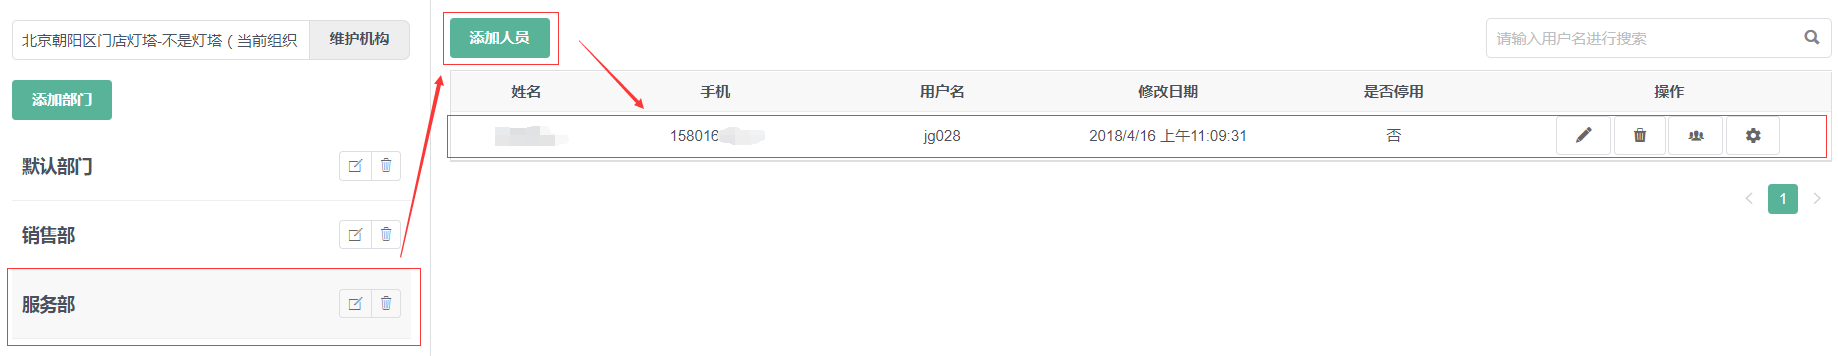 北京朝阳区门店灯塔-不是灯塔（当前组织
维护机构
添加部门
默认部门
销售部
服务部
添加人员
请输入用户名进行搜索
姓名 手机 用户名 修改日期 是否停用 操作
158016 jg028 2018/4/16 上午11:09:31 否
1